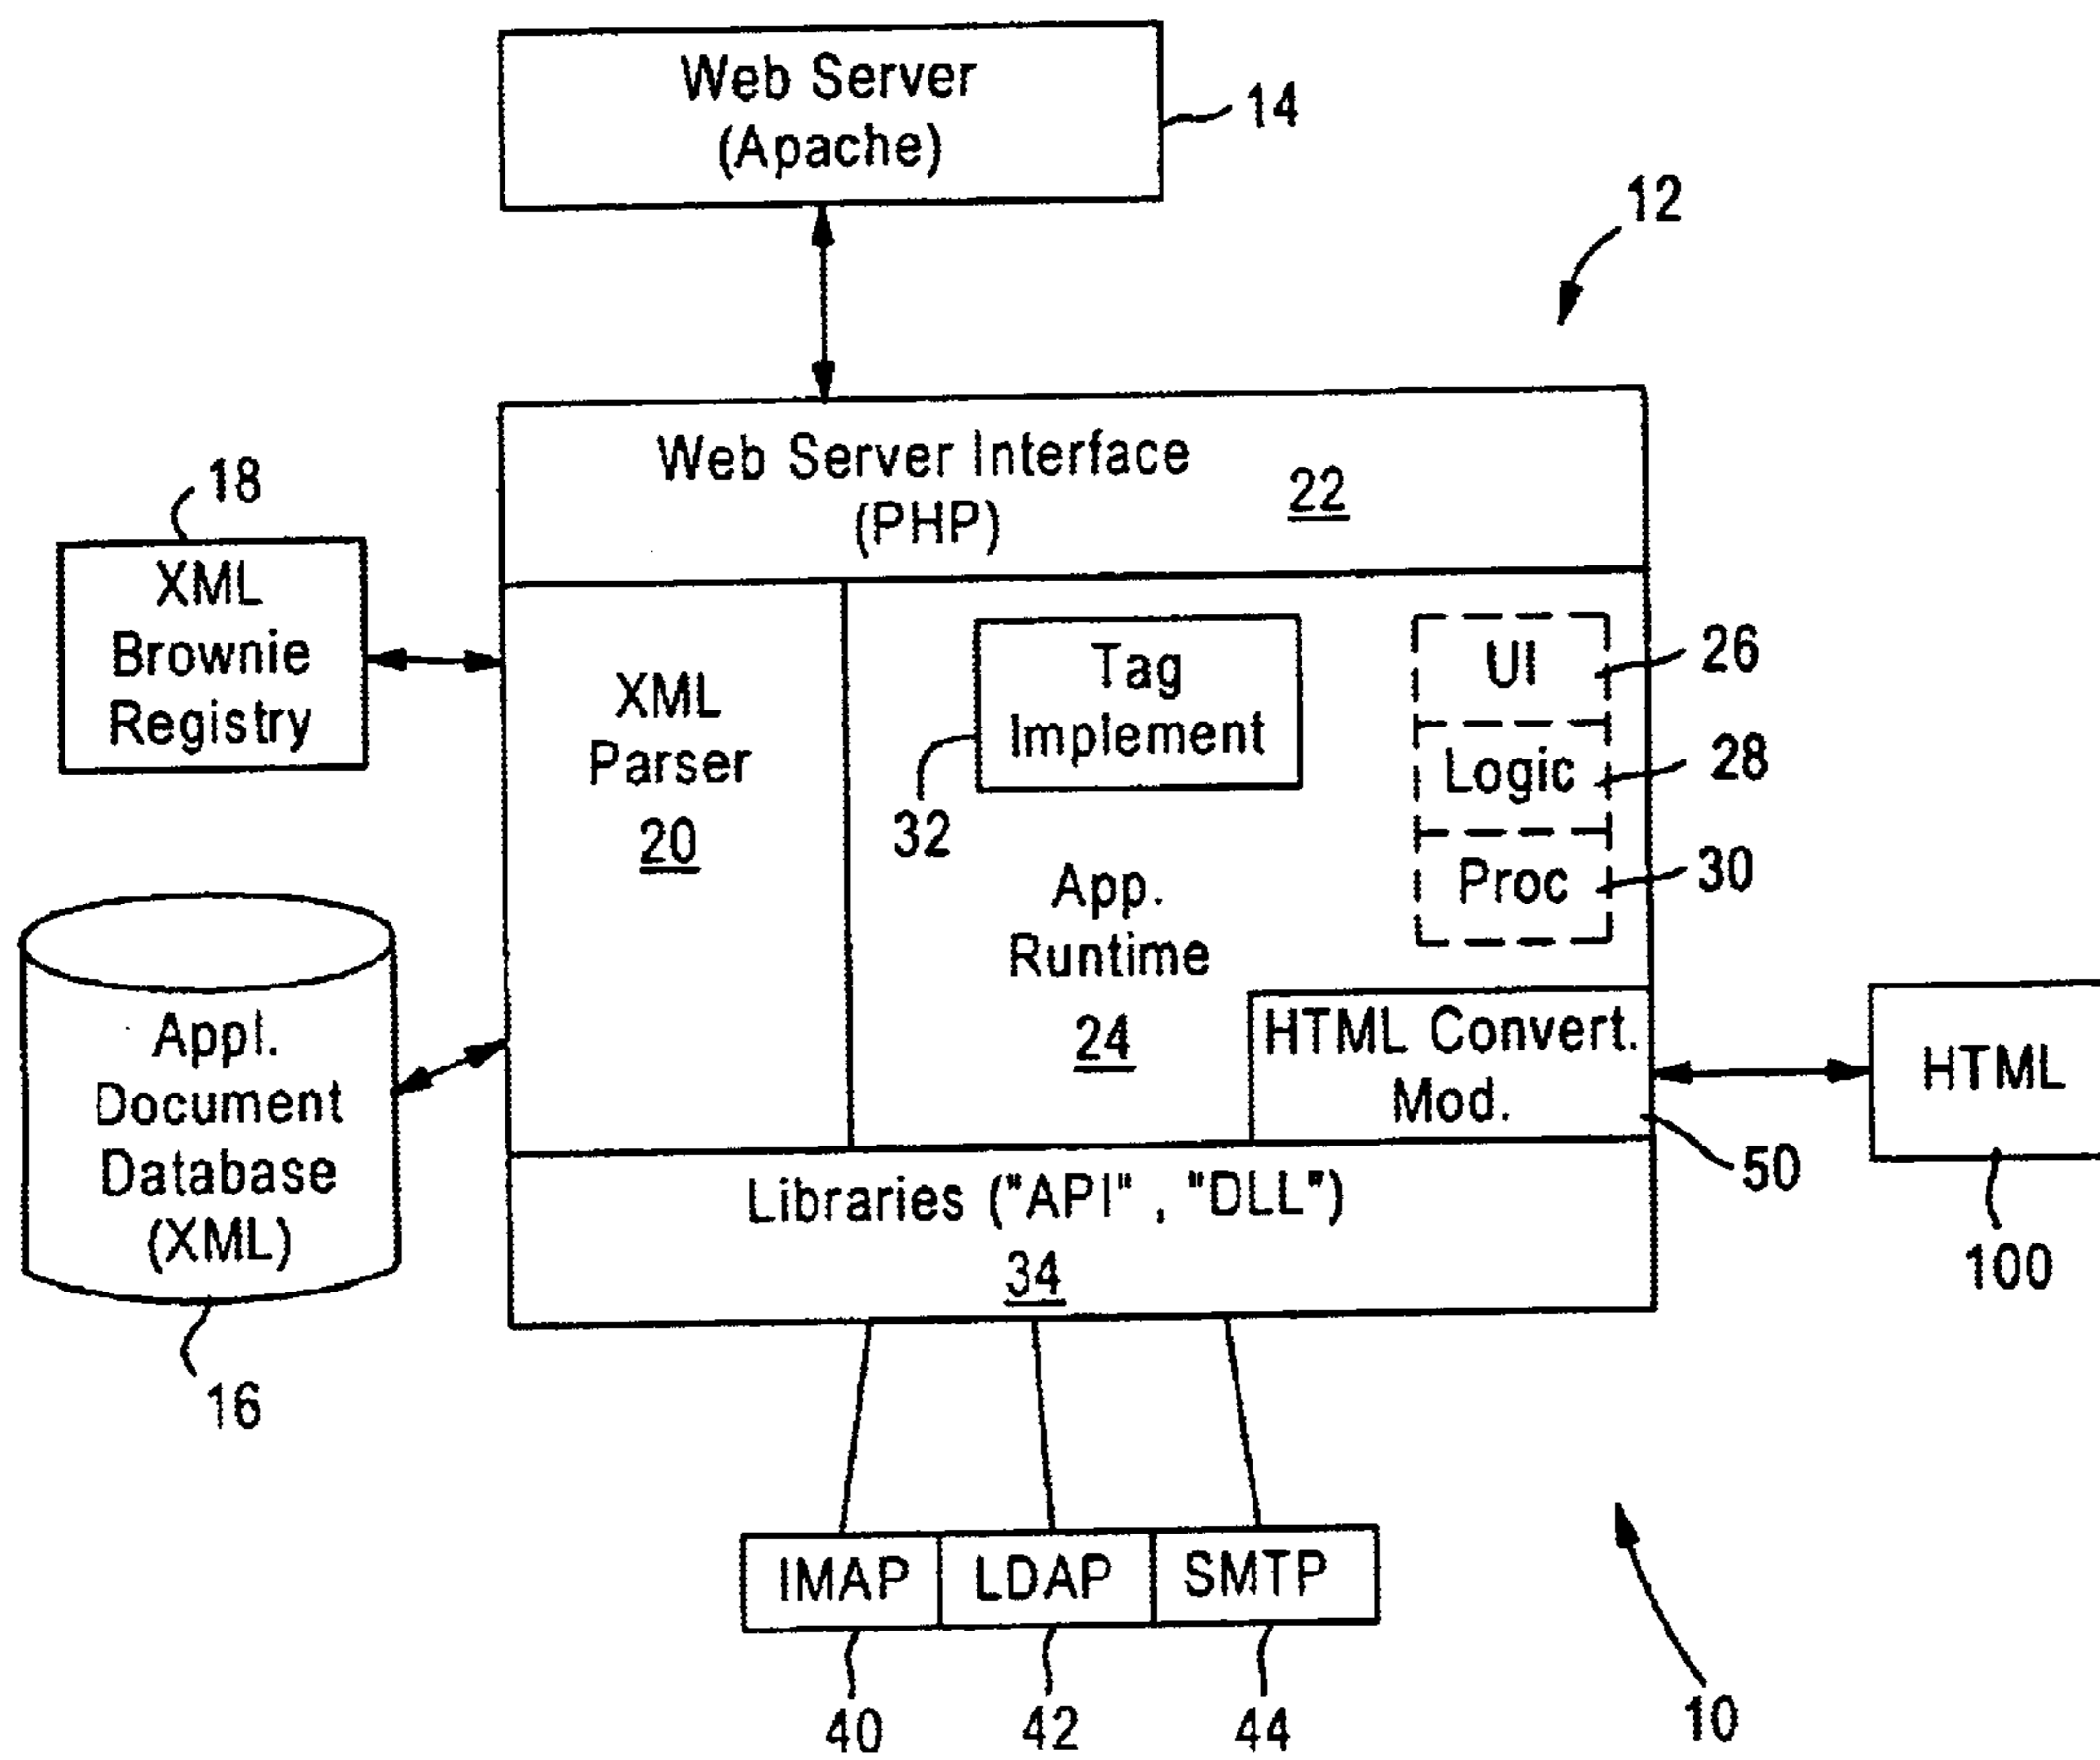 Web Server
(Apache)
14
12
Web Server Interface
(PHP)
22
18
XML
Brownie
Registry
XML
Parser
20
Tag
Implement
32
UI
26
Logic
28
Proc
30
App.
Runtime
24
HTML Convert.
Mod.
50
HTML
100
Appl.
Document
Database
(XML)
16
Libraries ("API" , "DLL")
34
IMAP
LDAP
SMTP
40
42
44
10